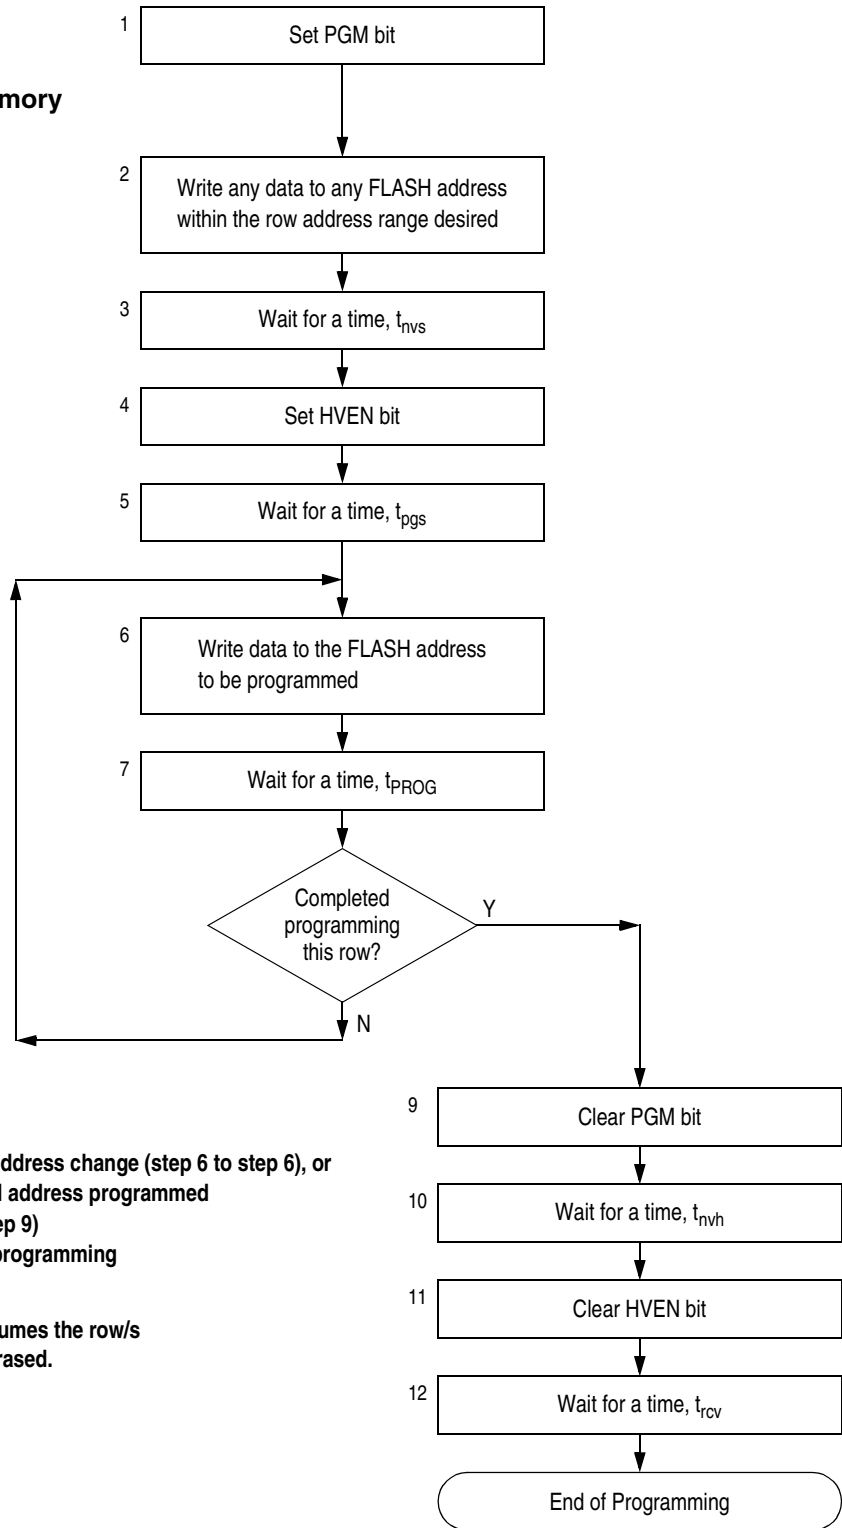 1
Set PGM bit
mory
2
Write any data to any FLASH address
within the row address range desired
3
Wait for a time, tnvs
4
Set HVEN bit
5
Wait for a time, tpgs
6
Write data to the FLASH address
to be programmed
7
Wait for a time, tPROG
Completed
programming
this row?
Y
N
9
Clear PGM bit
ddress change (step 6 to step 6), or
address programmed
ep 9)
programming
10
Wait for a time, tnvh
11
Clear HVEN bit
umes the row/s
rased.
12
Wait for a time, trcv
End of Programming